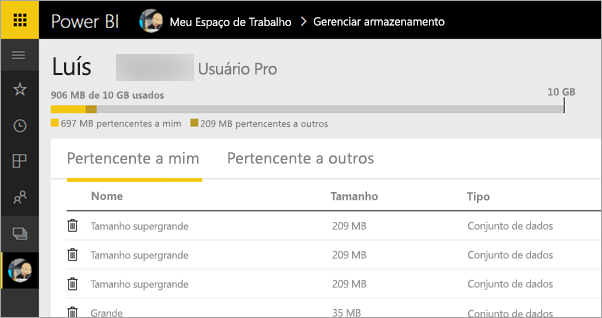 Power BI Meu Espaço de Trabalho > Gerenciar armazenamento
Luís Usuário Pro
906 MB de 10 GB usados 10 GB
697 MB pertencentes a mim 209 MB pertencentes a outros
Pertencente a mim Pertencente a outros
Nome Tamanho Tipo
Tamanho supergrande 209 MB Conjunto de dados
Tamanho supergrande 209 MB Conjunto de dados
Tamanho supergrande 209 MB Conjunto de dados
Grande 35 MB Conjunto de dados